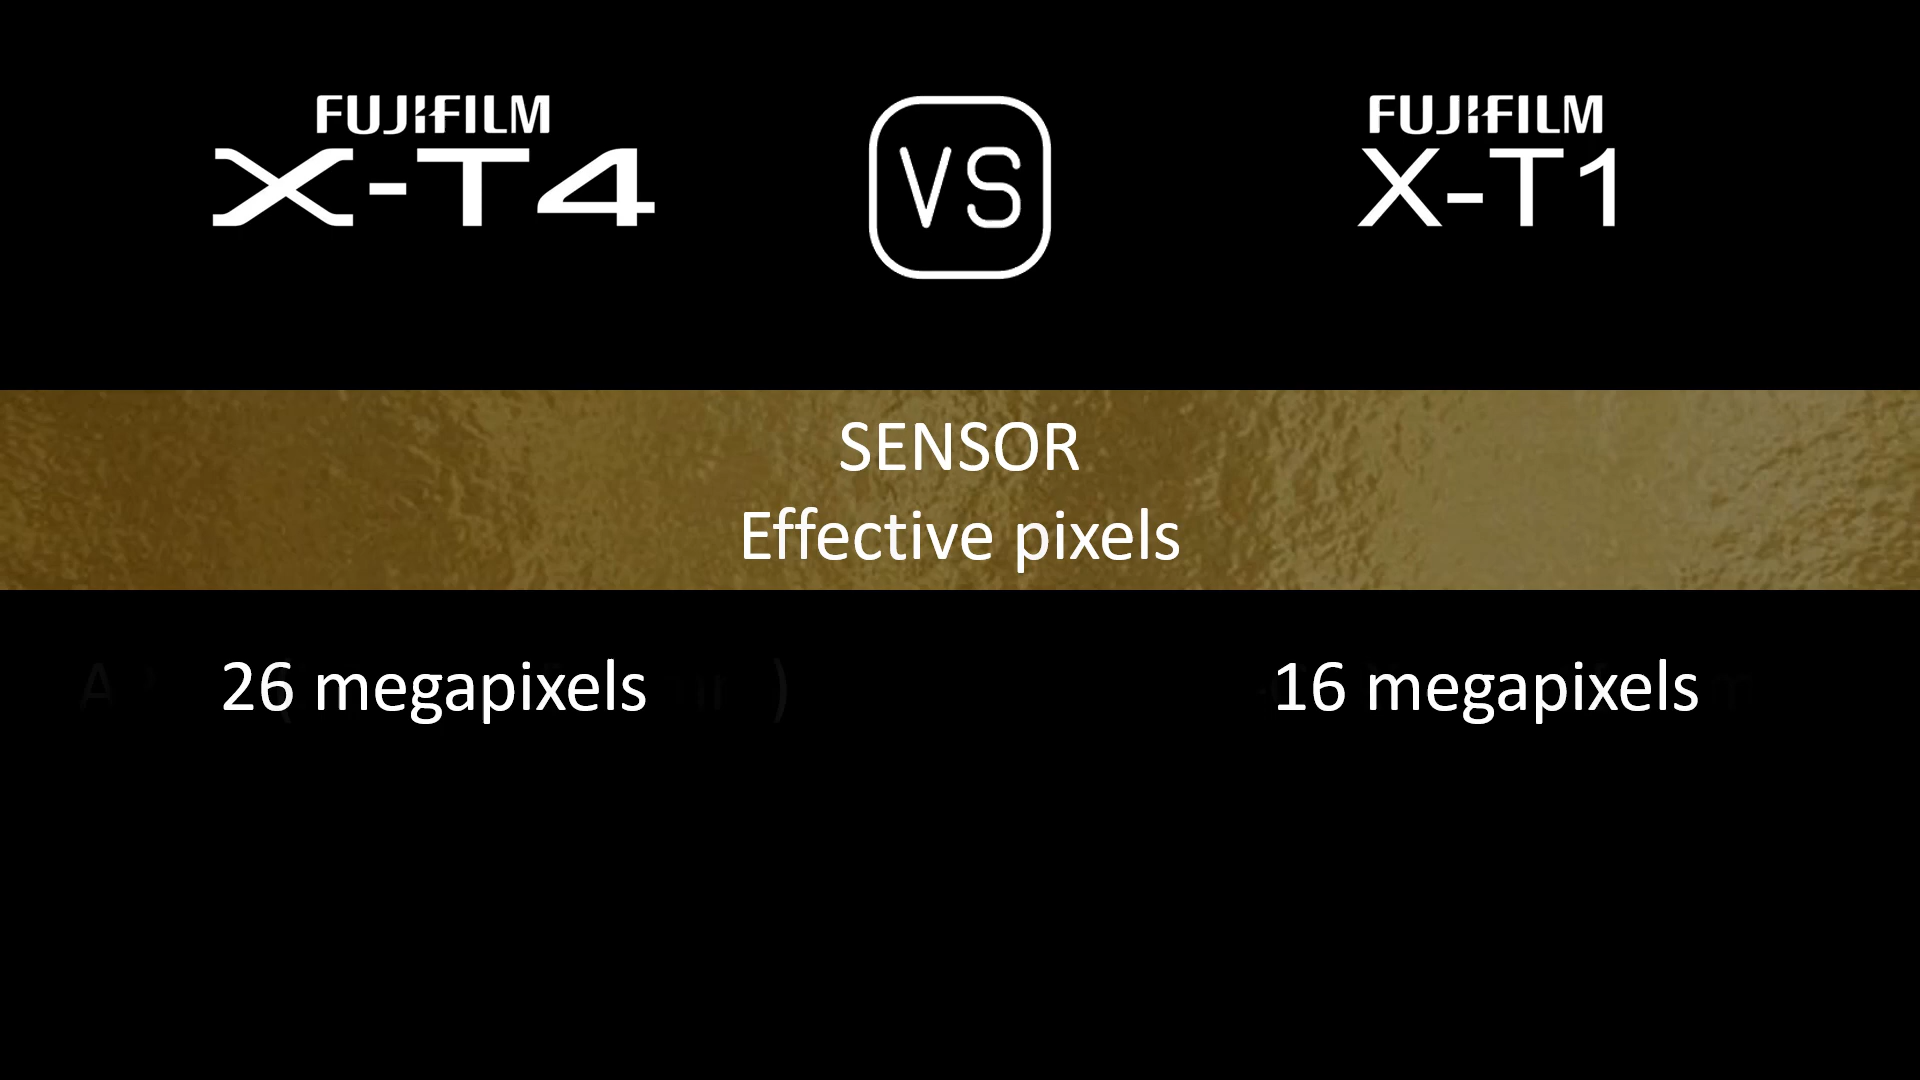 FUJIFILM
X-T4
VS
FUJIFILM
X-T1
SENSOR
Effective pixels
26 megapixels
16 megapixels